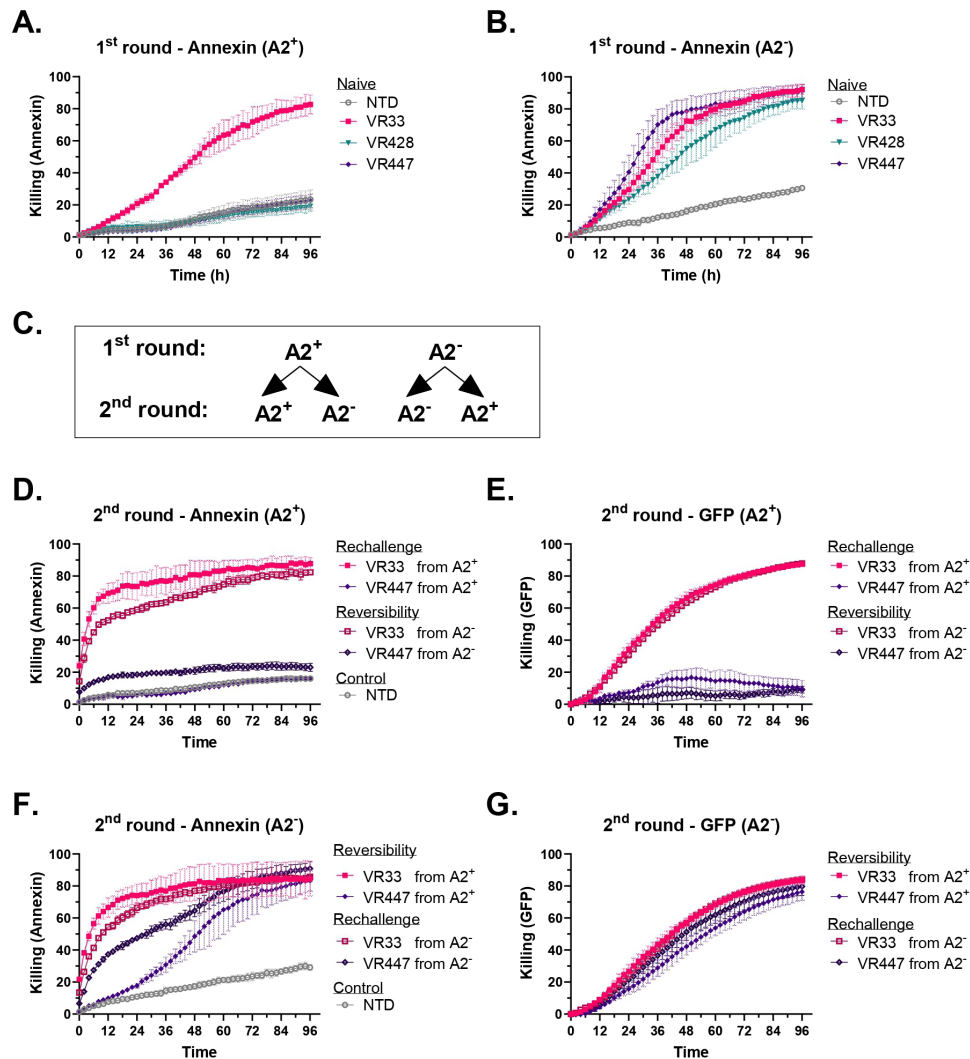 A.
1st round - Annexin (A2+)
Killing (Annexin)
100
80
60
40
20
0
0 12 24 36 48 60 72 84 96
Time (h)
Naive
NTD
VR33
VR428
VR447
B.
1st round - Annexin (A2-)
Killing (Annexin)
100
80
60
40
20
0
0 12 24 36 48 60 72 84 96
Time (h)
Naive
NTD
VR33
VR428
VR447
C.
1st round: A2+ A2-
2nd round: A2+ A2- A2- A2+
D.
2nd round - Annexin (A2+)
Killing (Annexin)
100
80
60
40
20
0
0 12 24 36 48 60 72 84 96
Time
Rechallenge
VR33 from A2+
VR447 from A2+
Reversibility
VR33 from A2-
VR447 from A2-
Control
NTD
E.
2nd round - GFP (A2+)
Killing (GFP)
100
80
60
40
20
0
0 12 24 36 48 60 72 84 96
Time
Rechallenge
VR33 from A2+
VR447 from A2+
Reversibility
VR33 from A2-
VR447 from A2-
F.
2nd round - Annexin (A2-)
Killing (Annexin)
100
80
60
40
20
0
0 12 24 36 48 60 72 84 96
Time
Reversibility
VR33 from A2+
VR447 from A2+
Rechallenge
VR33 from A2-
VR447 from A2-
Control
NTD
G.
2nd round - GFP (A2-)
Killing (GFP)
100
80
60
40
20
0
0 12 24 36 48 60 72 84 96
Time
Reversibility
VR33 from A2+
VR447 from A2+
Rechallenge
VR33 from A2-
VR447 from A2-